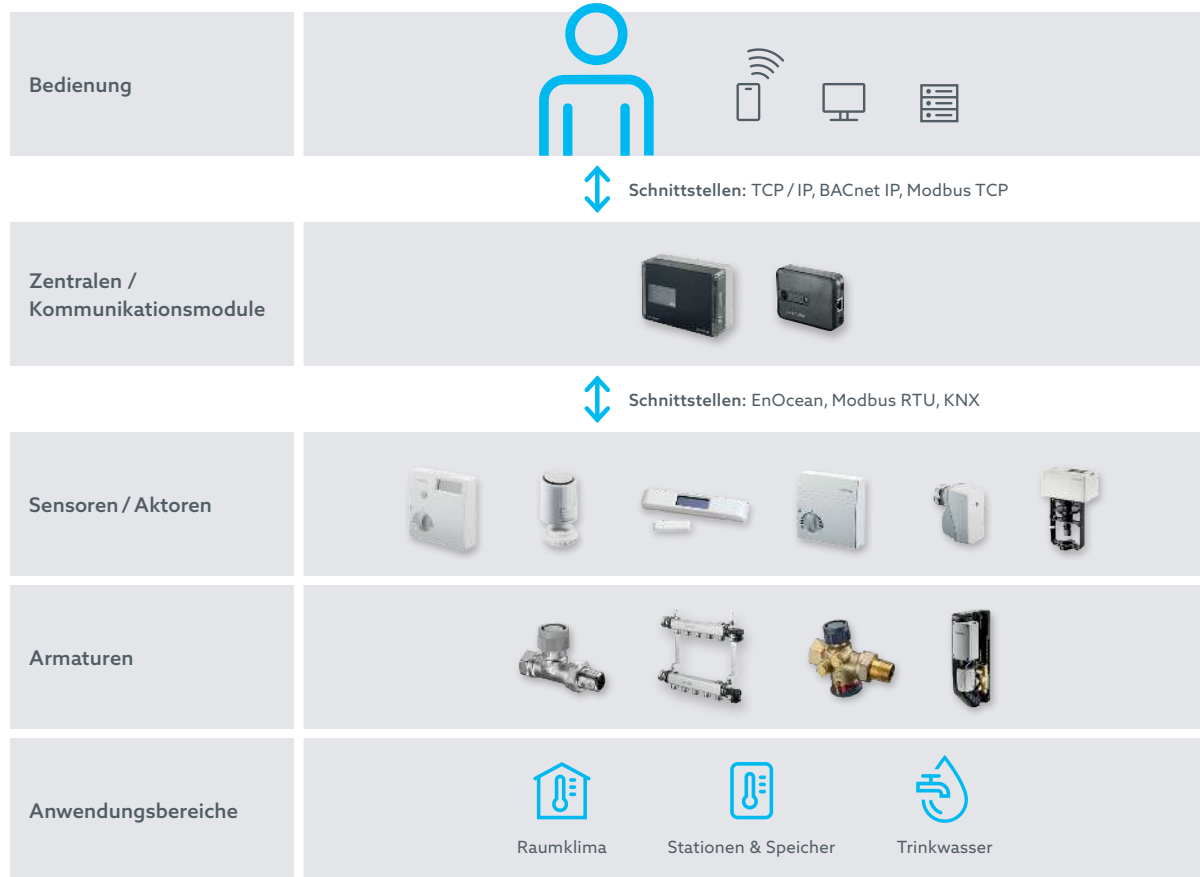 Bedienung
Schnittstellen: TCP / IP, BACnet IP, Modbus TCP
Zentralen /
Kommunikationsmodule
Schnittstellen: EnOcean, Modbus RTU, KNX
Sensoren / Aktoren
Armaturen
Anwendungsbereiche
Raumklima
Stationen & Speicher
Trinkwasser